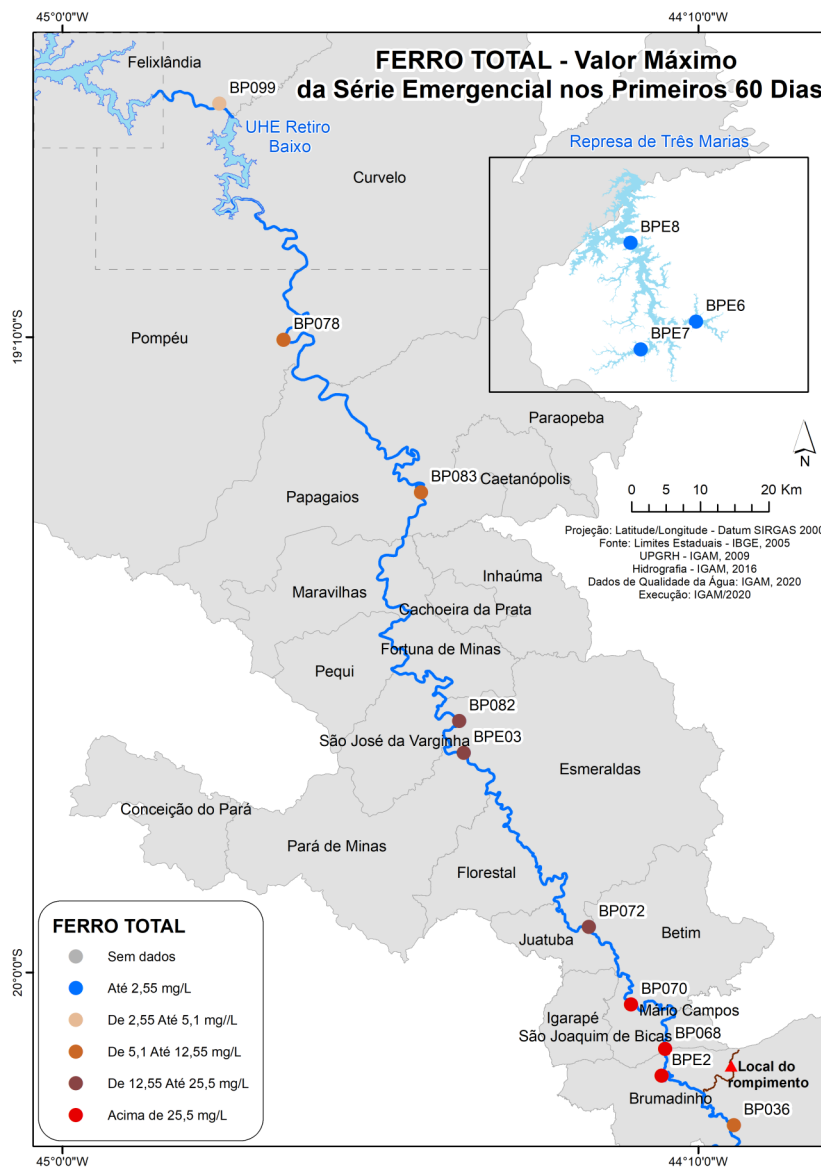 45°0'0"W
44°10'0"W
FERRO TOTAL - Valor Máximo
da Série Emergencial nos Primeiros 60 Dias
Felixlândia
BP099
UHE Retiro
Baixo
Represa de Três Marias
Curvelo
BPE8
BPE6
BPE7
19°10'0"S
BP078
Pompéu
Paraopeba
N
BP083
Caetanópolis
Papagaios
0 5 10 20 Km
Projeção: Latitude/Longitude - Datum SIRGAS 2000
Fonte: Limites Estaduais - IBGE, 2005
UPGRH - IGAM, 2009
Hidrografia - IGAM, 2016
Dados de Qualidade da Água: IGAM, 2020
Execução: IGAM/2020
Inhaúma
Maravilhas
Cachoeira da Prata
Fortuna de Minas
Pequi
BP082
São José da Varginha
BPE03
Esmeraldas
Conceição do Pará
Pará de Minas
Florestal
BP072
Juatuba
Betim
20°0'0"S
BP070
Mário Campos
Igarapé
São Joaquim de Bicas
BP068
BPE2
Local do
rompimento
Brumadinho
BP036
FERRO TOTAL
Sem dados
Até 2,55 mg/L
De 2,55 Até 5,1 mg//L
De 5,1 Até 12,55 mg/L
De 12,55 Até 25,5 mg/L
Acima de 25,5 mg/L
45°0'0"W
44°10'0"W